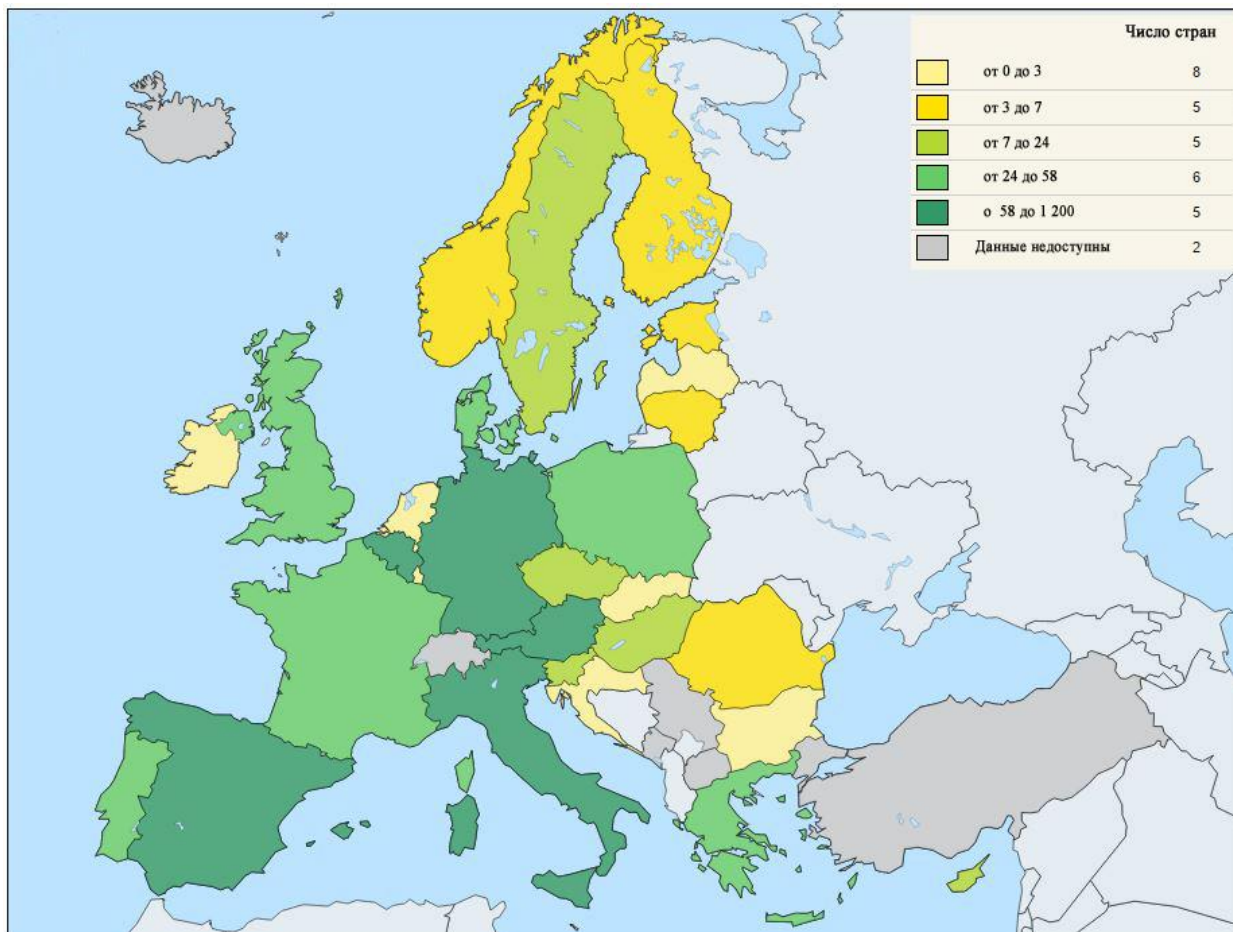 Число стран
от 0 до 3 8
от 3 до 7 5
от 7 до 24 5
от 24 до 58 6
о 58 до 1 200 5
Данные недоступны 2